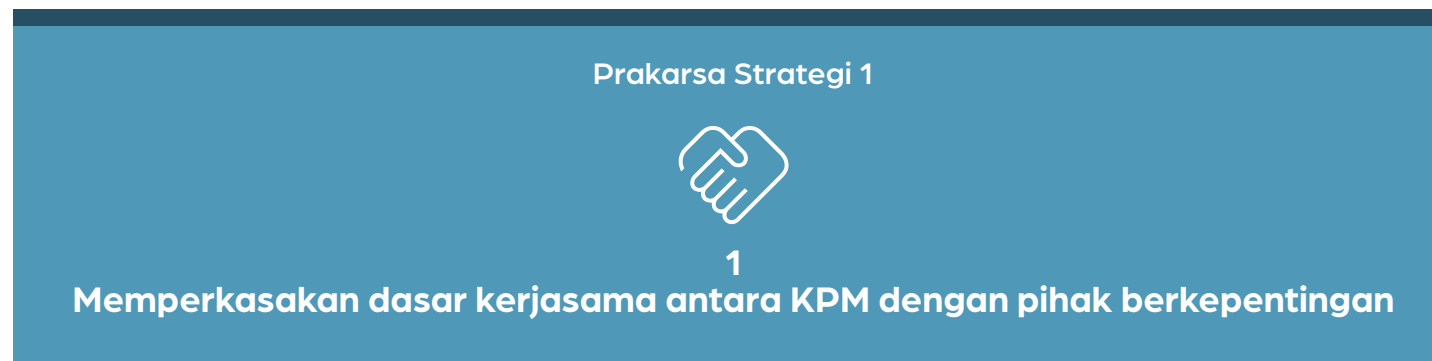 Prakarsa Strategi 1
1
Memperkasakan dasar kerjasama antara KPM dengan pihak berkepentingan